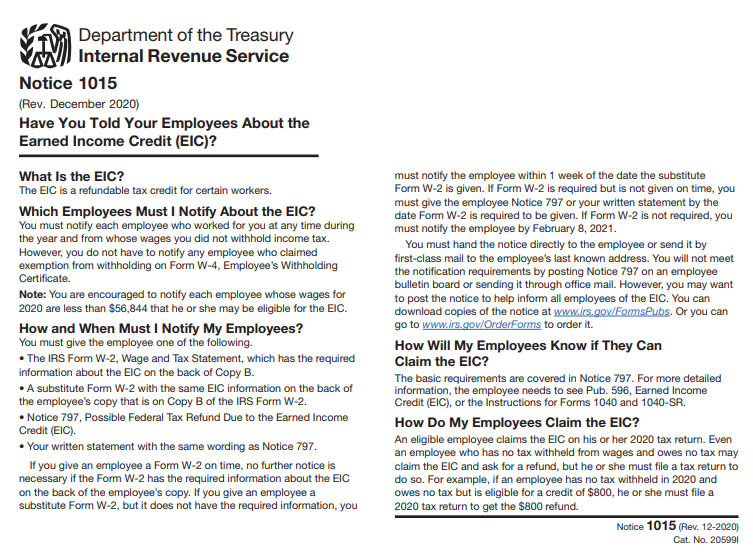 Department of the Treasury
Internal Revenue Service
Notice 1015
(Rev. December 2020)
Have You Told Your Employees About the
Earned Income Credit (EIC)?
What Is the EIC?
The EIC is a refundable tax credit for certain workers.
Which Employees Must I Notify About the EIC?
You must notify each employee who worked for you at any time during
the year and from whose wages you did not withhold income tax.
However, you do not have to notify any employee who claimed
exemption from withholding on Form W-4, Employee's Withholding
Certificate.
Note: You are encouraged to notify each employee whose wages for
2020 are less than $56,844 that he or she may be eligible for the EIC.
How and When Must I Notify My Employees?
You must give the employee one of the following.
• The IRS Form W-2, Wage and Tax Statement, which has the required
information about the EIC on the back of Copy B.
• A substitute Form W-2 with the same EIC information on the back of
the employee's copy that is on Copy B of the IRS Form W-2.
• Notice 797, Possible Federal Tax Refund Due to the Earned Income
Credit (EIC).
• Your written statement with the same wording as Notice 797.
If you give an employee a Form W-2 on time, no further notice is
necessary if the Form W-2 has the required information about the EIC
on the back of the employee's copy. If you give an employee a
substitute Form W-2, but it does not have the required information, you
must notify the employee within 1 week of the date the substitute
Form W-2 is given. If Form W-2 is required but is not given on time, you
must give the employee Notice 797 or your written statement by the
date Form W-2 is required to be given. If Form W-2 is not required, you
must notify the employee by February 8, 2021.
You must hand the notice directly to the employee or send it by
first-class mail to the employee's last known address. You will not meet
the notification requirements by posting Notice 797 on an employee
bulletin board or sending it through office mail. However, you may want
to post the notice to help inform all employees of the EIC. You can
download copies of the notice at www.irs.gov/FormsPubs. Or you can
go to www.irs.gov/OrderForms to order it.
How Will My Employees Know if They Can
Claim the EIC?
The basic requirements are covered in Notice 797. For more detailed
information, the employee needs to see Pub. 596, Earned Income
Credit (EIC), or the Instructions for Forms 1040 and 1040-SR.
How Do My Employees Claim the EIC?
An eligible employee claims the EIC on his or her 2020 tax return. Even
an employee who has no tax withheld from wages and owes no tax may
claim the EIC and ask for a refund, but he or she must file a tax return to
do so. For example, if an employee has no tax withheld in 2020 and
owes no tax but is eligible for a credit of $800, he or she must file a
2020 tax return to get the $800 refund.
Notice 1015 (Rev. 12-2020)
Cat. No. 20599I